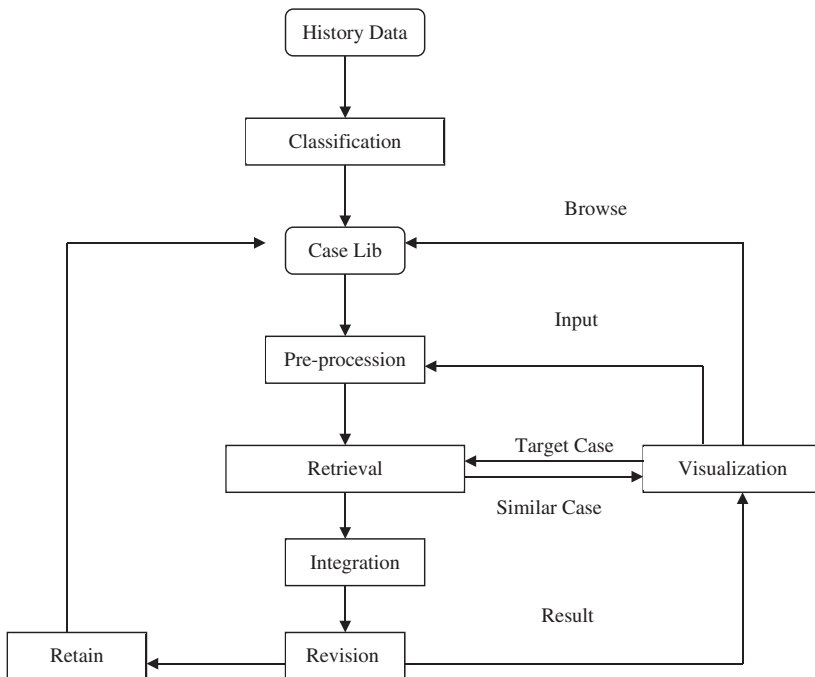 History Data
Classification
Browse
Case Lib
Input
Pre-procession
Target Case
Retrieval
Visualization
Similar Case
Integration
Result
Retain
Revision